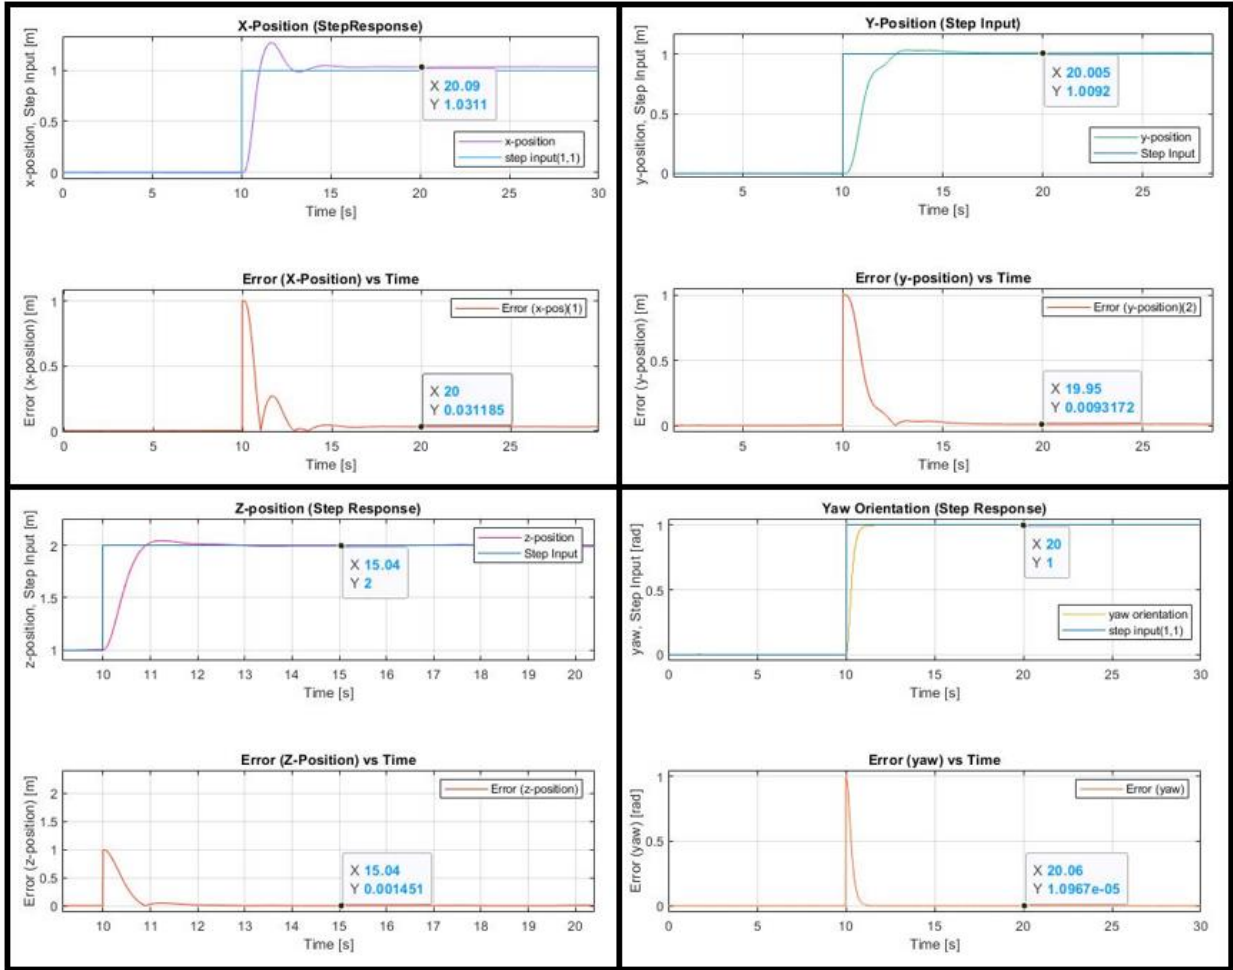 X-Position (StepResponse)
x-position, Step Input [m]
1
0.5
0
X 20.09
Y 1.0311
x-position
step input(1,1)
0 5 10 15 20 25 30
Time [s]
Error (X-Position) vs Time
Error (x-position) [m]
1
0.5
0
Error (x-pos)(1)
X 20
Y 0.031185
0 5 10 15 20 25
Time [s]
Y-Position (Step Input)
y-position, Step Input [m]
1
0.5
0
X 20.005
Y 1.0092
y-position
Step Input
5 10 15 20 25
Time [s]
Error (y-position) vs Time
Error (y-position) [m]
1
0.5
0
Error (y-position)(2)
X 19.95
Y 0.0093172
5 10 15 20 25
Time [s]
Z-position (Step Response)
z-position, Step Input [m]
2
1.5
1
z-position
Step Input
X 15.04
Y 2
10 11 12 13 14 15 16 17 18 19 20
Time [s]
Error (Z-Position) vs Time
Error (z-position) [m]
2
1.5
1
0.5
0
Error (z-position)
X 15.04
Y 0.001451
10 11 12 13 14 15 16 17 18 19 20
Time [s]
Yaw Orientation (Step Response)
yaw, Step Input [rad]
1
0.5
0
X 20
Y 1
yaw orientation
step input(1,1)
0 5 10 15 20 25 30
Time [s]
Error (yaw) vs Time
Error (yaw) [rad]
1
0.5
0
Error (yaw)
X 20.06
Y 1.0967e-05
0 5 10 15 20 25 30
Time [s]